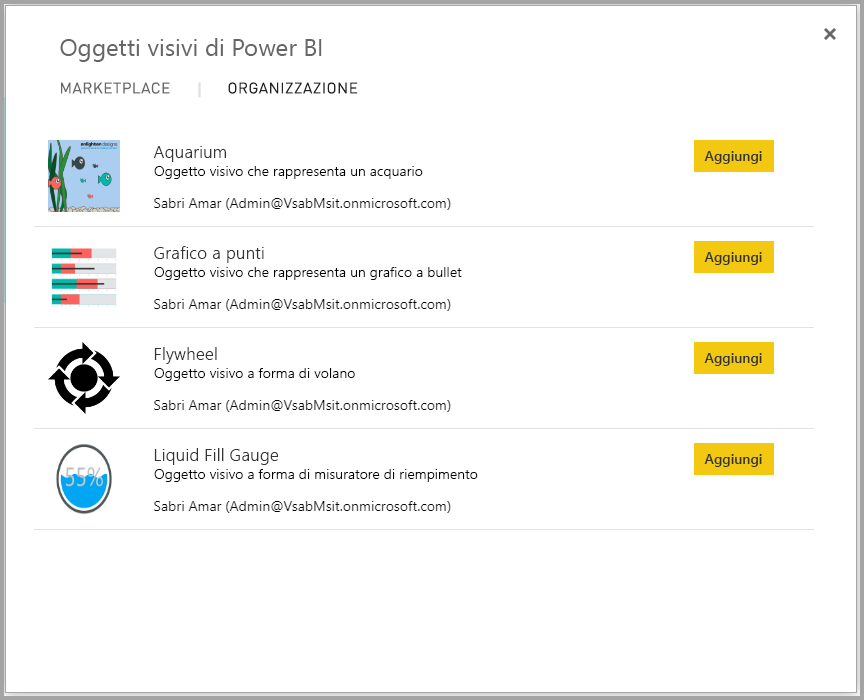 Oggetti visivi di Power BI
MARKETPLACE | ORGANIZZAZIONE
enlighten designs
Aquarium
Oggetto visivo che rappresenta un acquario
Sabri Amar (Admin@VsabMsit.onmicrosoft.com)
Aggiungi
Grafico a punti
Oggetto visivo che rappresenta un grafico a bullet
Sabri Amar (Admin@VsabMsit.onmicrosoft.com)
Aggiungi
Flywheel
Oggetto visivo a forma di volano
Sabri Amar (Admin@VsabMsit.onmicrosoft.com)
Aggiungi
55%
Liquid Fill Gauge
Oggetto visivo a forma di misuratore di riempimento
Sabri Amar (Admin@VsabMsit.onmicrosoft.com)
Aggiungi